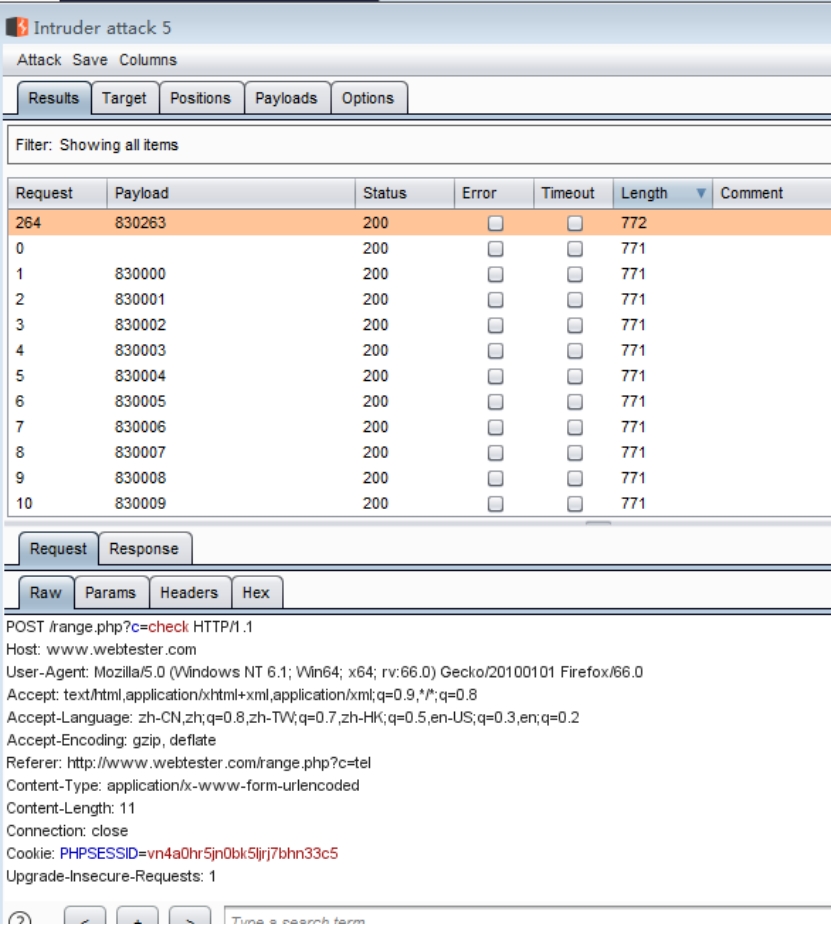 Intruder attack 5
Attack Save Columns
Results Target Positions Payloads Options
Filter: Showing all items
Request Payload Status Error Timeout Length Comment
264 830263 200 772
0 200 771
1 830000 200 771
2 830001 200 771
3 830002 200 771
4 830003 200 771
5 830004 200 771
6 830005 200 771
7 830006 200 771
8 830007 200 771
9 830008 200 771
10 830009 200 771
Request Response
Raw Params Headers Hex
POST /range.php?c=check HTTP/1.1
Host: www.webtester.com
User-Agent: Mozilla/5.0 (Windows NT 6.1; Win64; x64; rv:66.0) Gecko/20100101 Firefox/66.0
Accept: text/html,application/xhtml+xml,application/xml;q=0.9,*/*;q=0.8
Accept-Language: zh-CN,zh;q=0.8,zh-TW;q=0.7,zh-HK;q=0.5,en-US;q=0.3,en;q=0.2
Accept-Encoding: gzip, deflate
Referer: http://www.webtester.com/range.php?c=tel
Content-Type: application/x-www-form-urlencoded
Content-Length: 11
Connection: close
Cookie: PHPSESSID=vn4a0hr5jn0bk5ljrj7bhn33c5
Upgrade-Insecure-Requests: 1
? < + > Type a search term